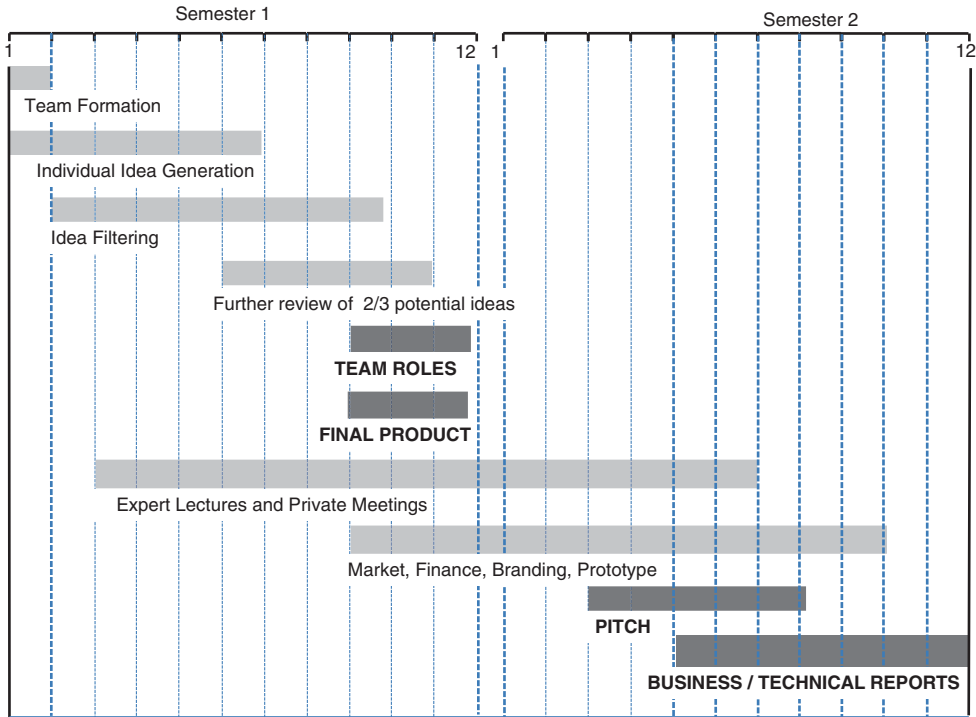 Semester 1
Semester 2
1
12
1
12
Team Formation
Individual Idea Generation
Idea Filtering
Further review of 2/3 potential ideas
TEAM ROLES
FINAL PRODUCT
Expert Lectures and Private Meetings
Market, Finance, Branding, Prototype
PITCH
BUSINESS / TECHNICAL REPORTS